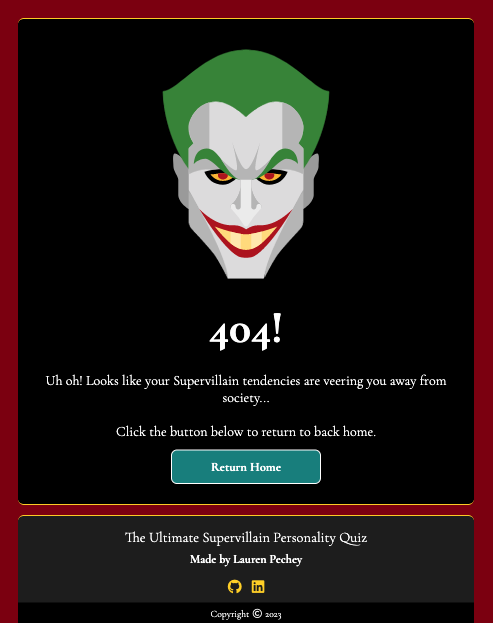 404!
Uh oh! Looks like your Supervillain tendencies are veering you away from
society...
Click the button below to return to back home.
Return Home
The Ultimate Supervillain Personality Quiz
Made by Lauren Pechey
Copyright © 2023